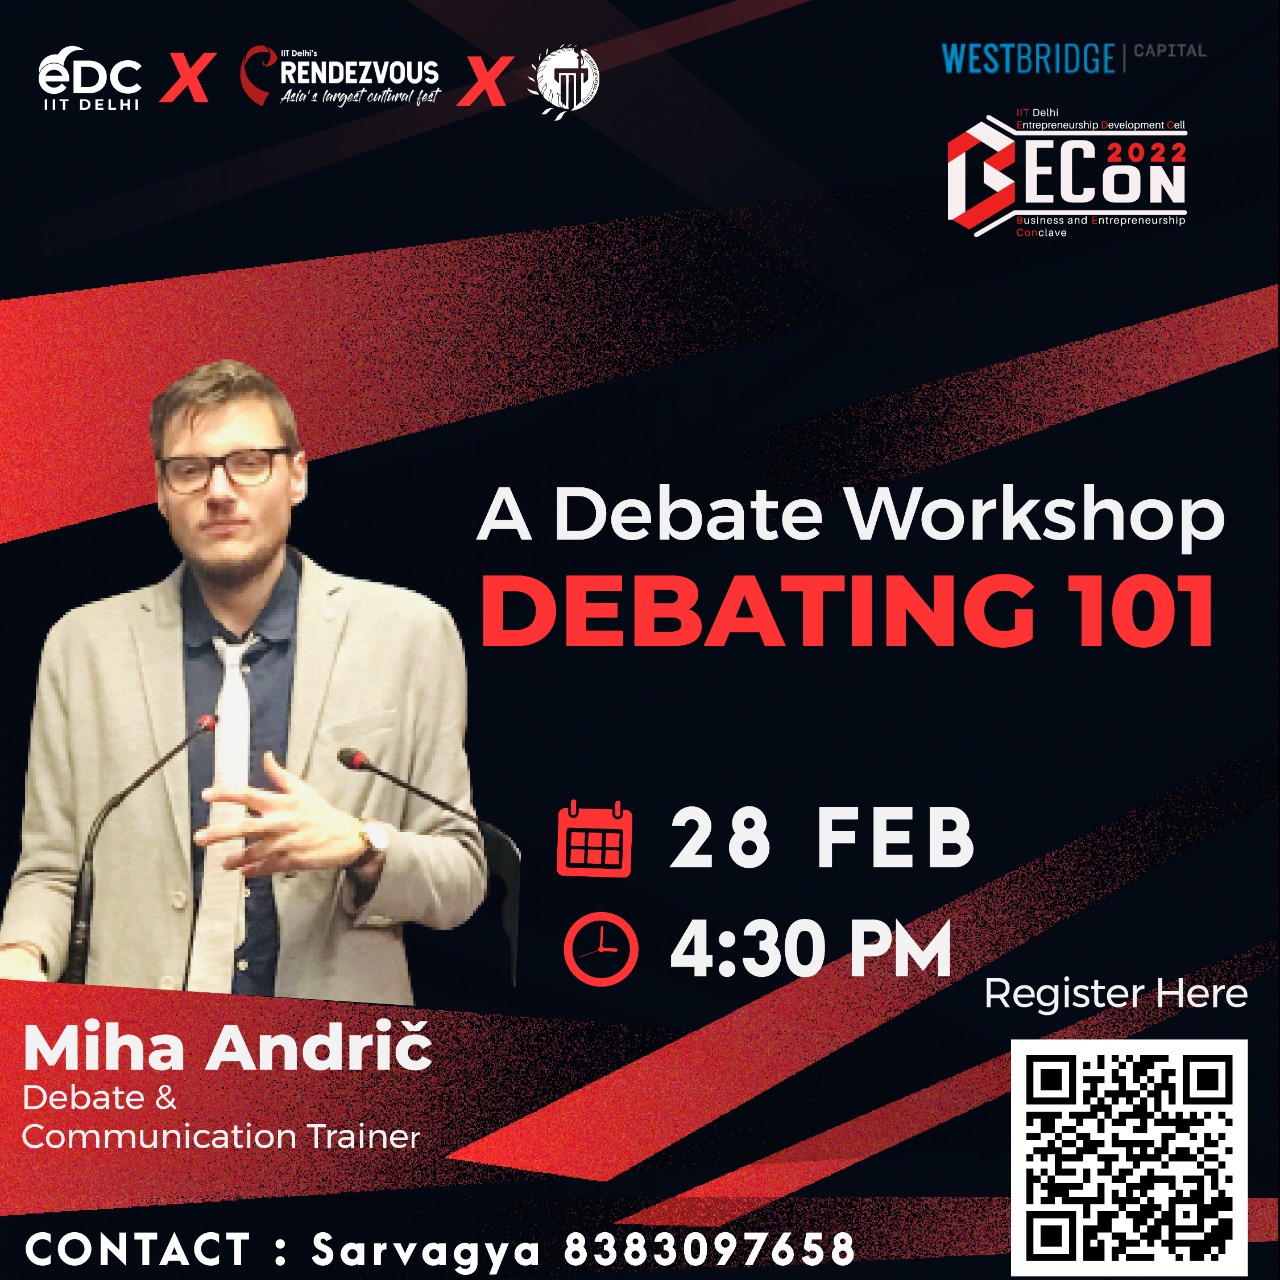 eDC
IIT DELHI
X
IIT Delhi's
RENDEZVOUS
Asia's largest cultural fest
X
WESTBRIDGE | CAPITAL
IIT Delhi
Entrepreneurship Development Cell
BECon
2022
Business and Entrepreneurship
Conclave
A Debate Workshop
DEBATING 101
28 FEB
4:30 PM
Register Here
Miha Andrič
Debate &
Communication Trainer
CONTACT : Sarvagya 8383097658